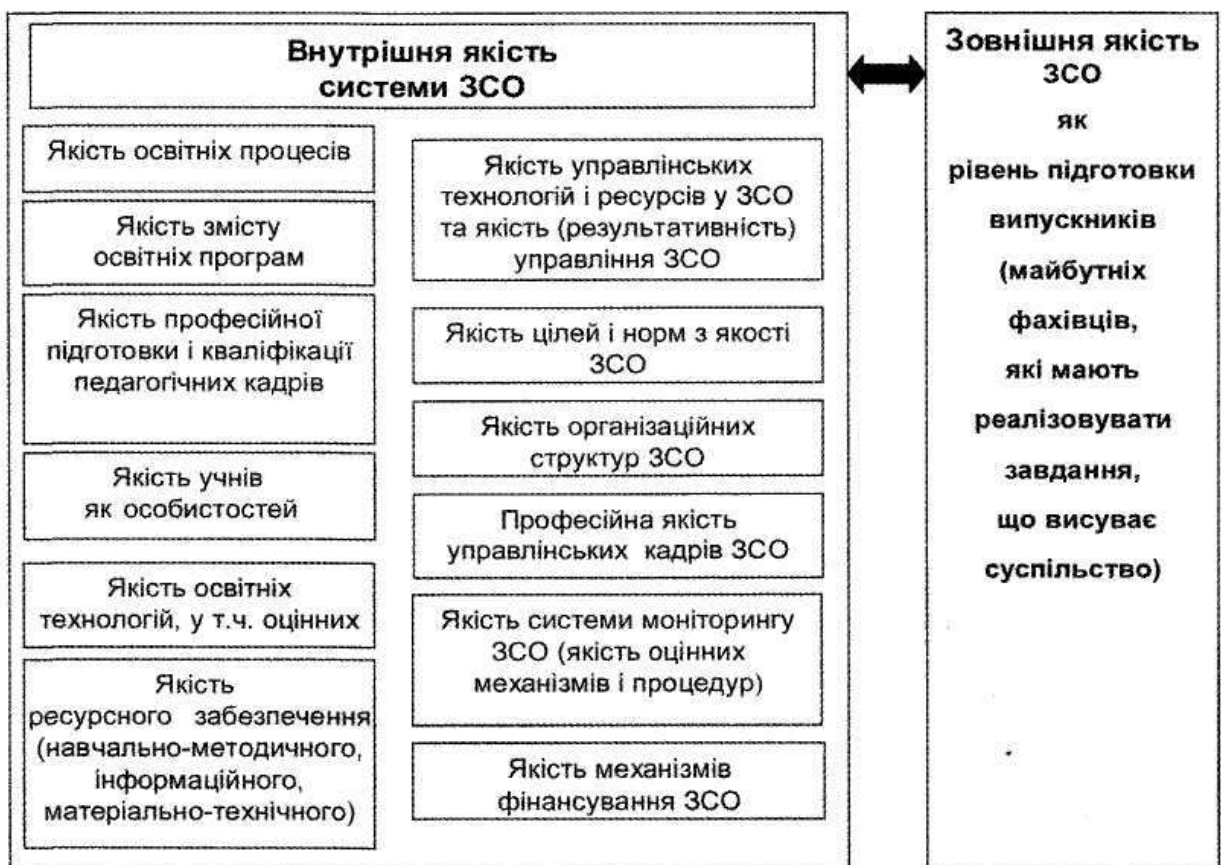 Внутрішня якість
системи ЗСО
Якість освітніх процесів
Якість змісту
освітніх програм
Якість професійної
підготовки і кваліфікації
педагогічних кадрів
Якість учнів
як особистостей
Якість освітніх
технологій, у т.ч. оцінних
Якість
ресурсного забезпечення
(навчально-методичного,
інформаційного,
матеріально-технічного)
Якість управлінських
технологій і ресурсів у ЗСО
та якість (результативність)
управління ЗСО
Якість цілей і норм з якості
ЗСО
Якість організаційних
структур ЗСО
Професійна якість
управлінських кадрів ЗСО
Якість системи моніторингу
ЗСО (якість оцінних
механізмів і процедур)
Якість механізмів
фінансування ЗСО
Зовнішня якість
ЗСО
як
рівень підготовки
випускників
(майбутніх
фахівців,
які мають
реалізовувати
завдання,
що висуває
суспільство)